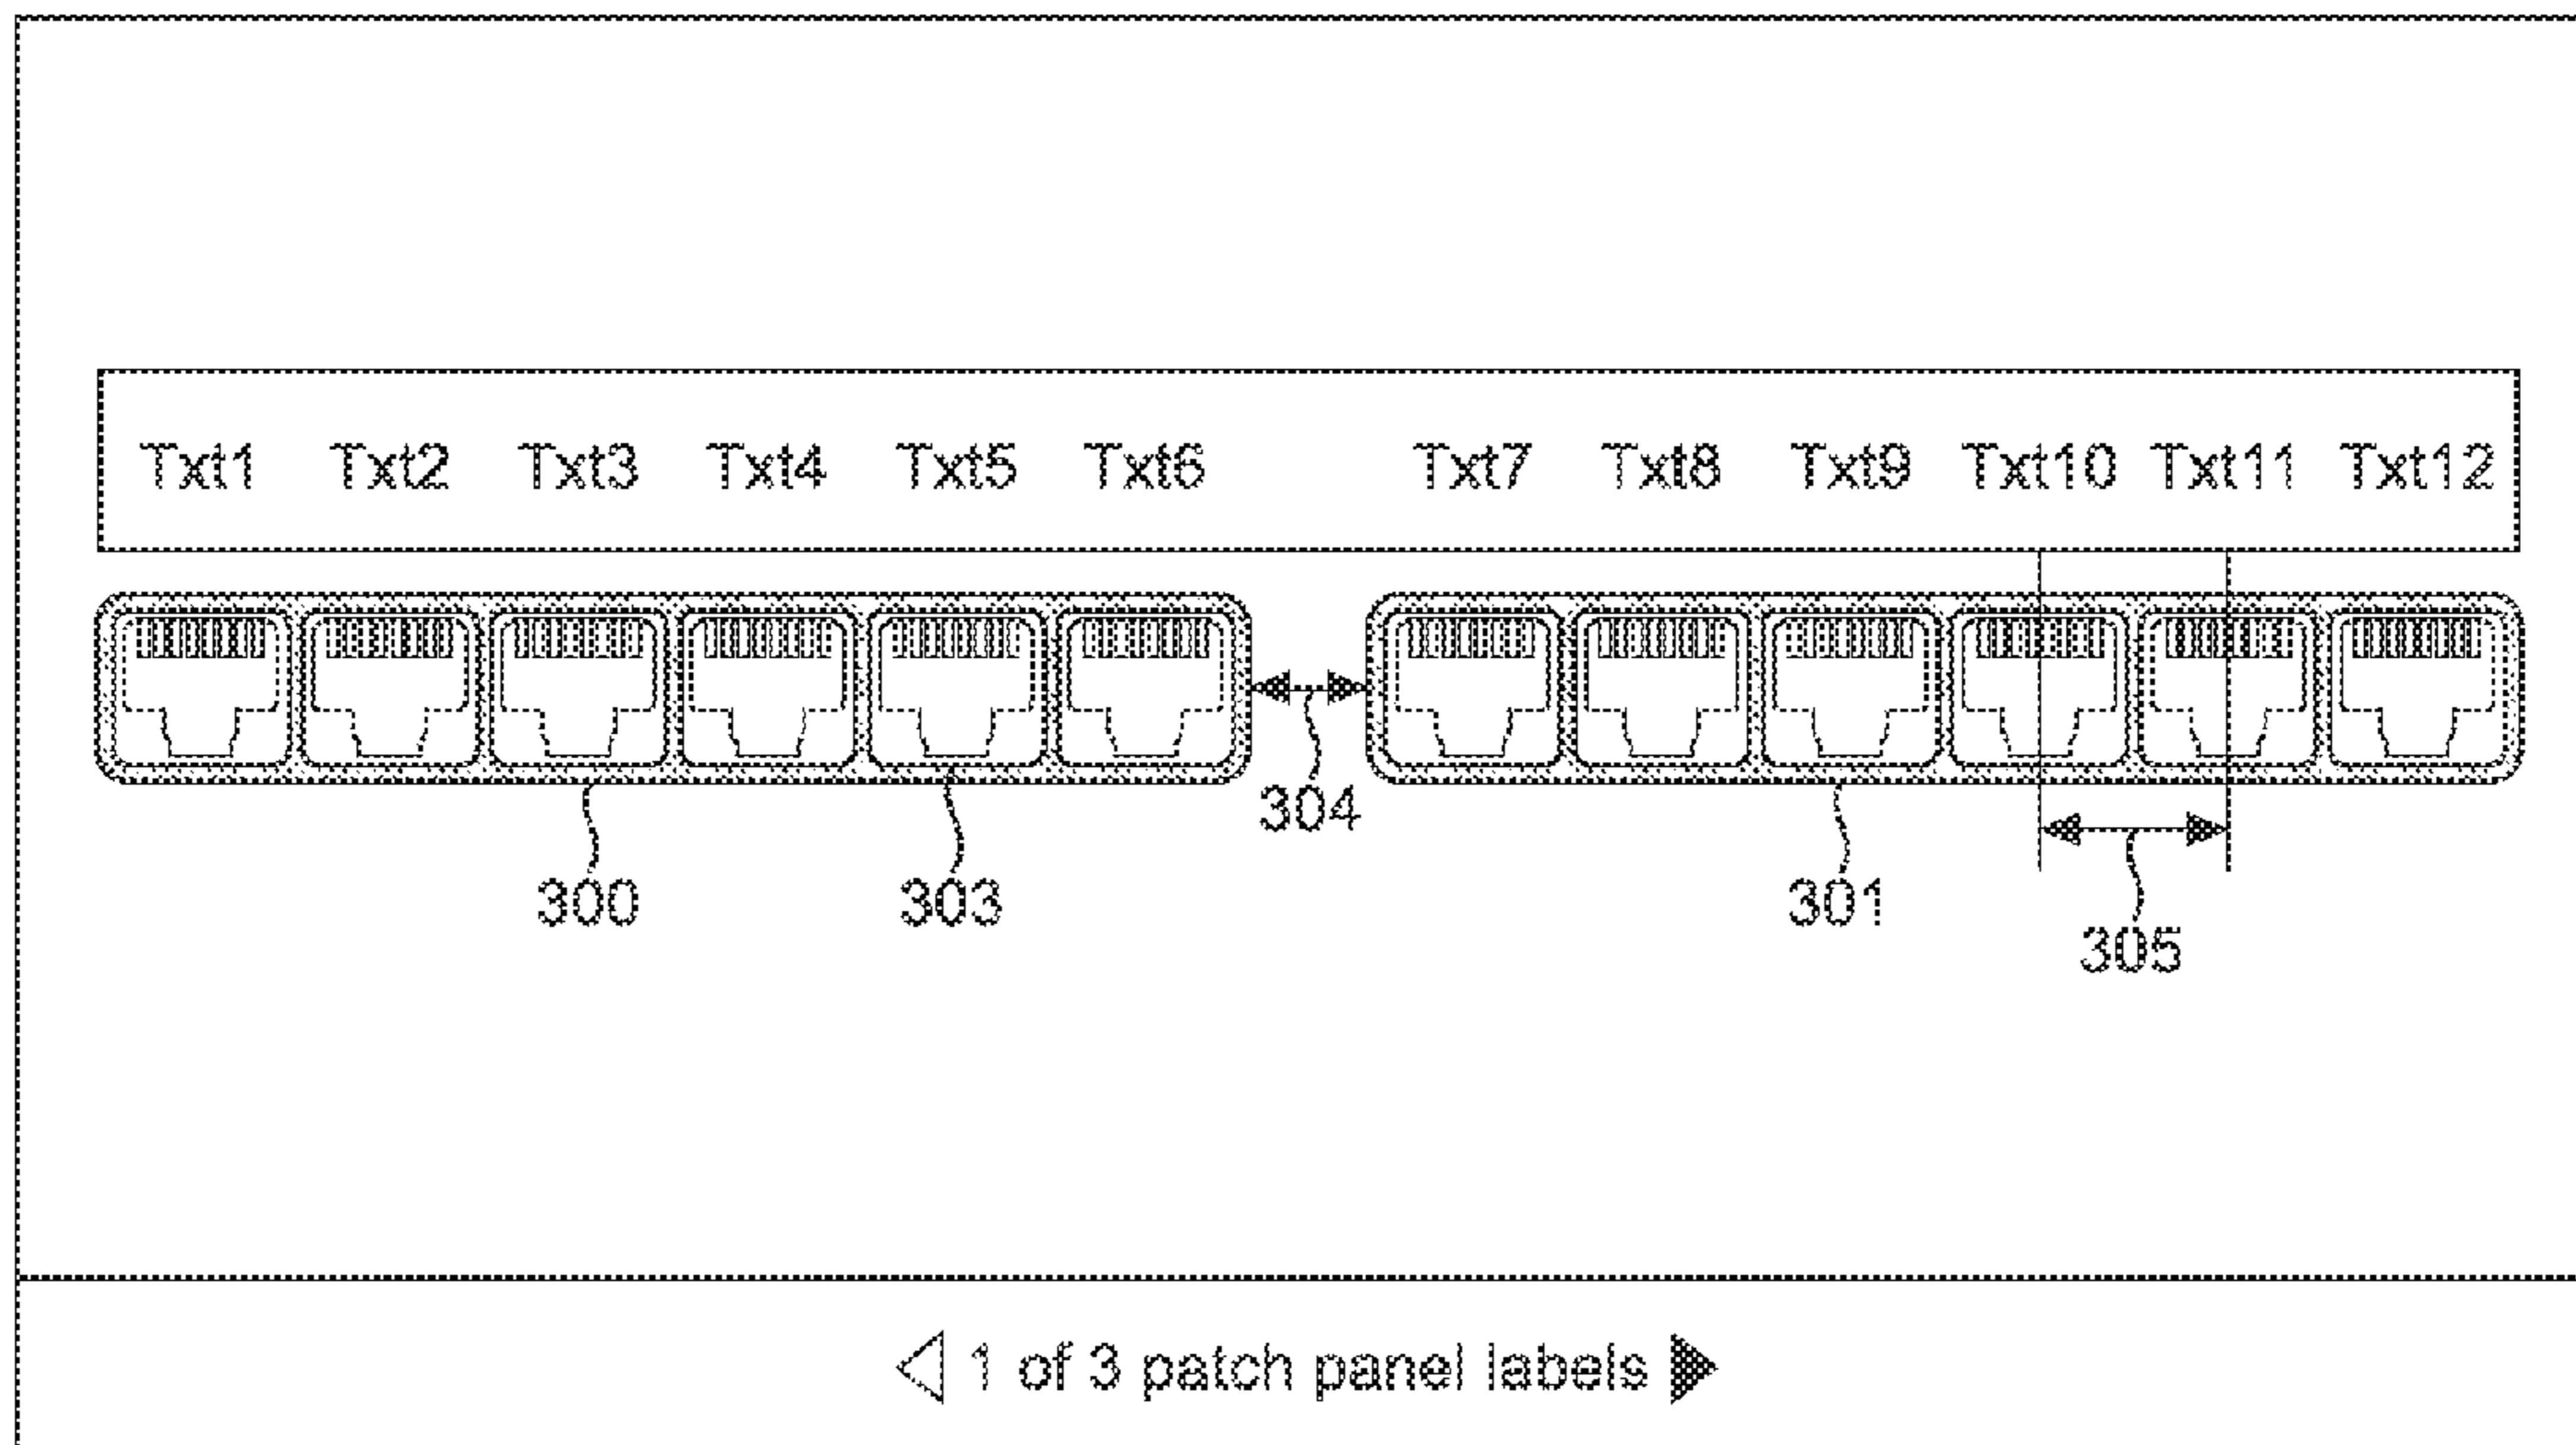 Txt1 Txt2 Txt3 Txt4 Txt5 Txt6 Txt7 Txt8 Txt9 Txt10 Txt11 Txt12
304
300 303 301
305
1 of 3 patch panel labels